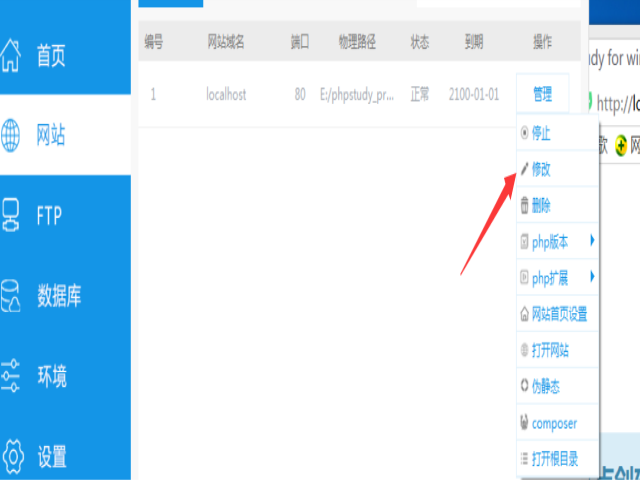 首页
网站
FTP
数据库
环境
设置
编号 网站域名 端口 物理路径 状态 到期 操作
1 localhost 80 E:/phpstudy_pr... 正常 2100-01-01 管理
停止
修改
删除
php版本
php扩展
网站首页设置
打开网站
伪静态
composer
打开根目录
dy for wi
http://lo